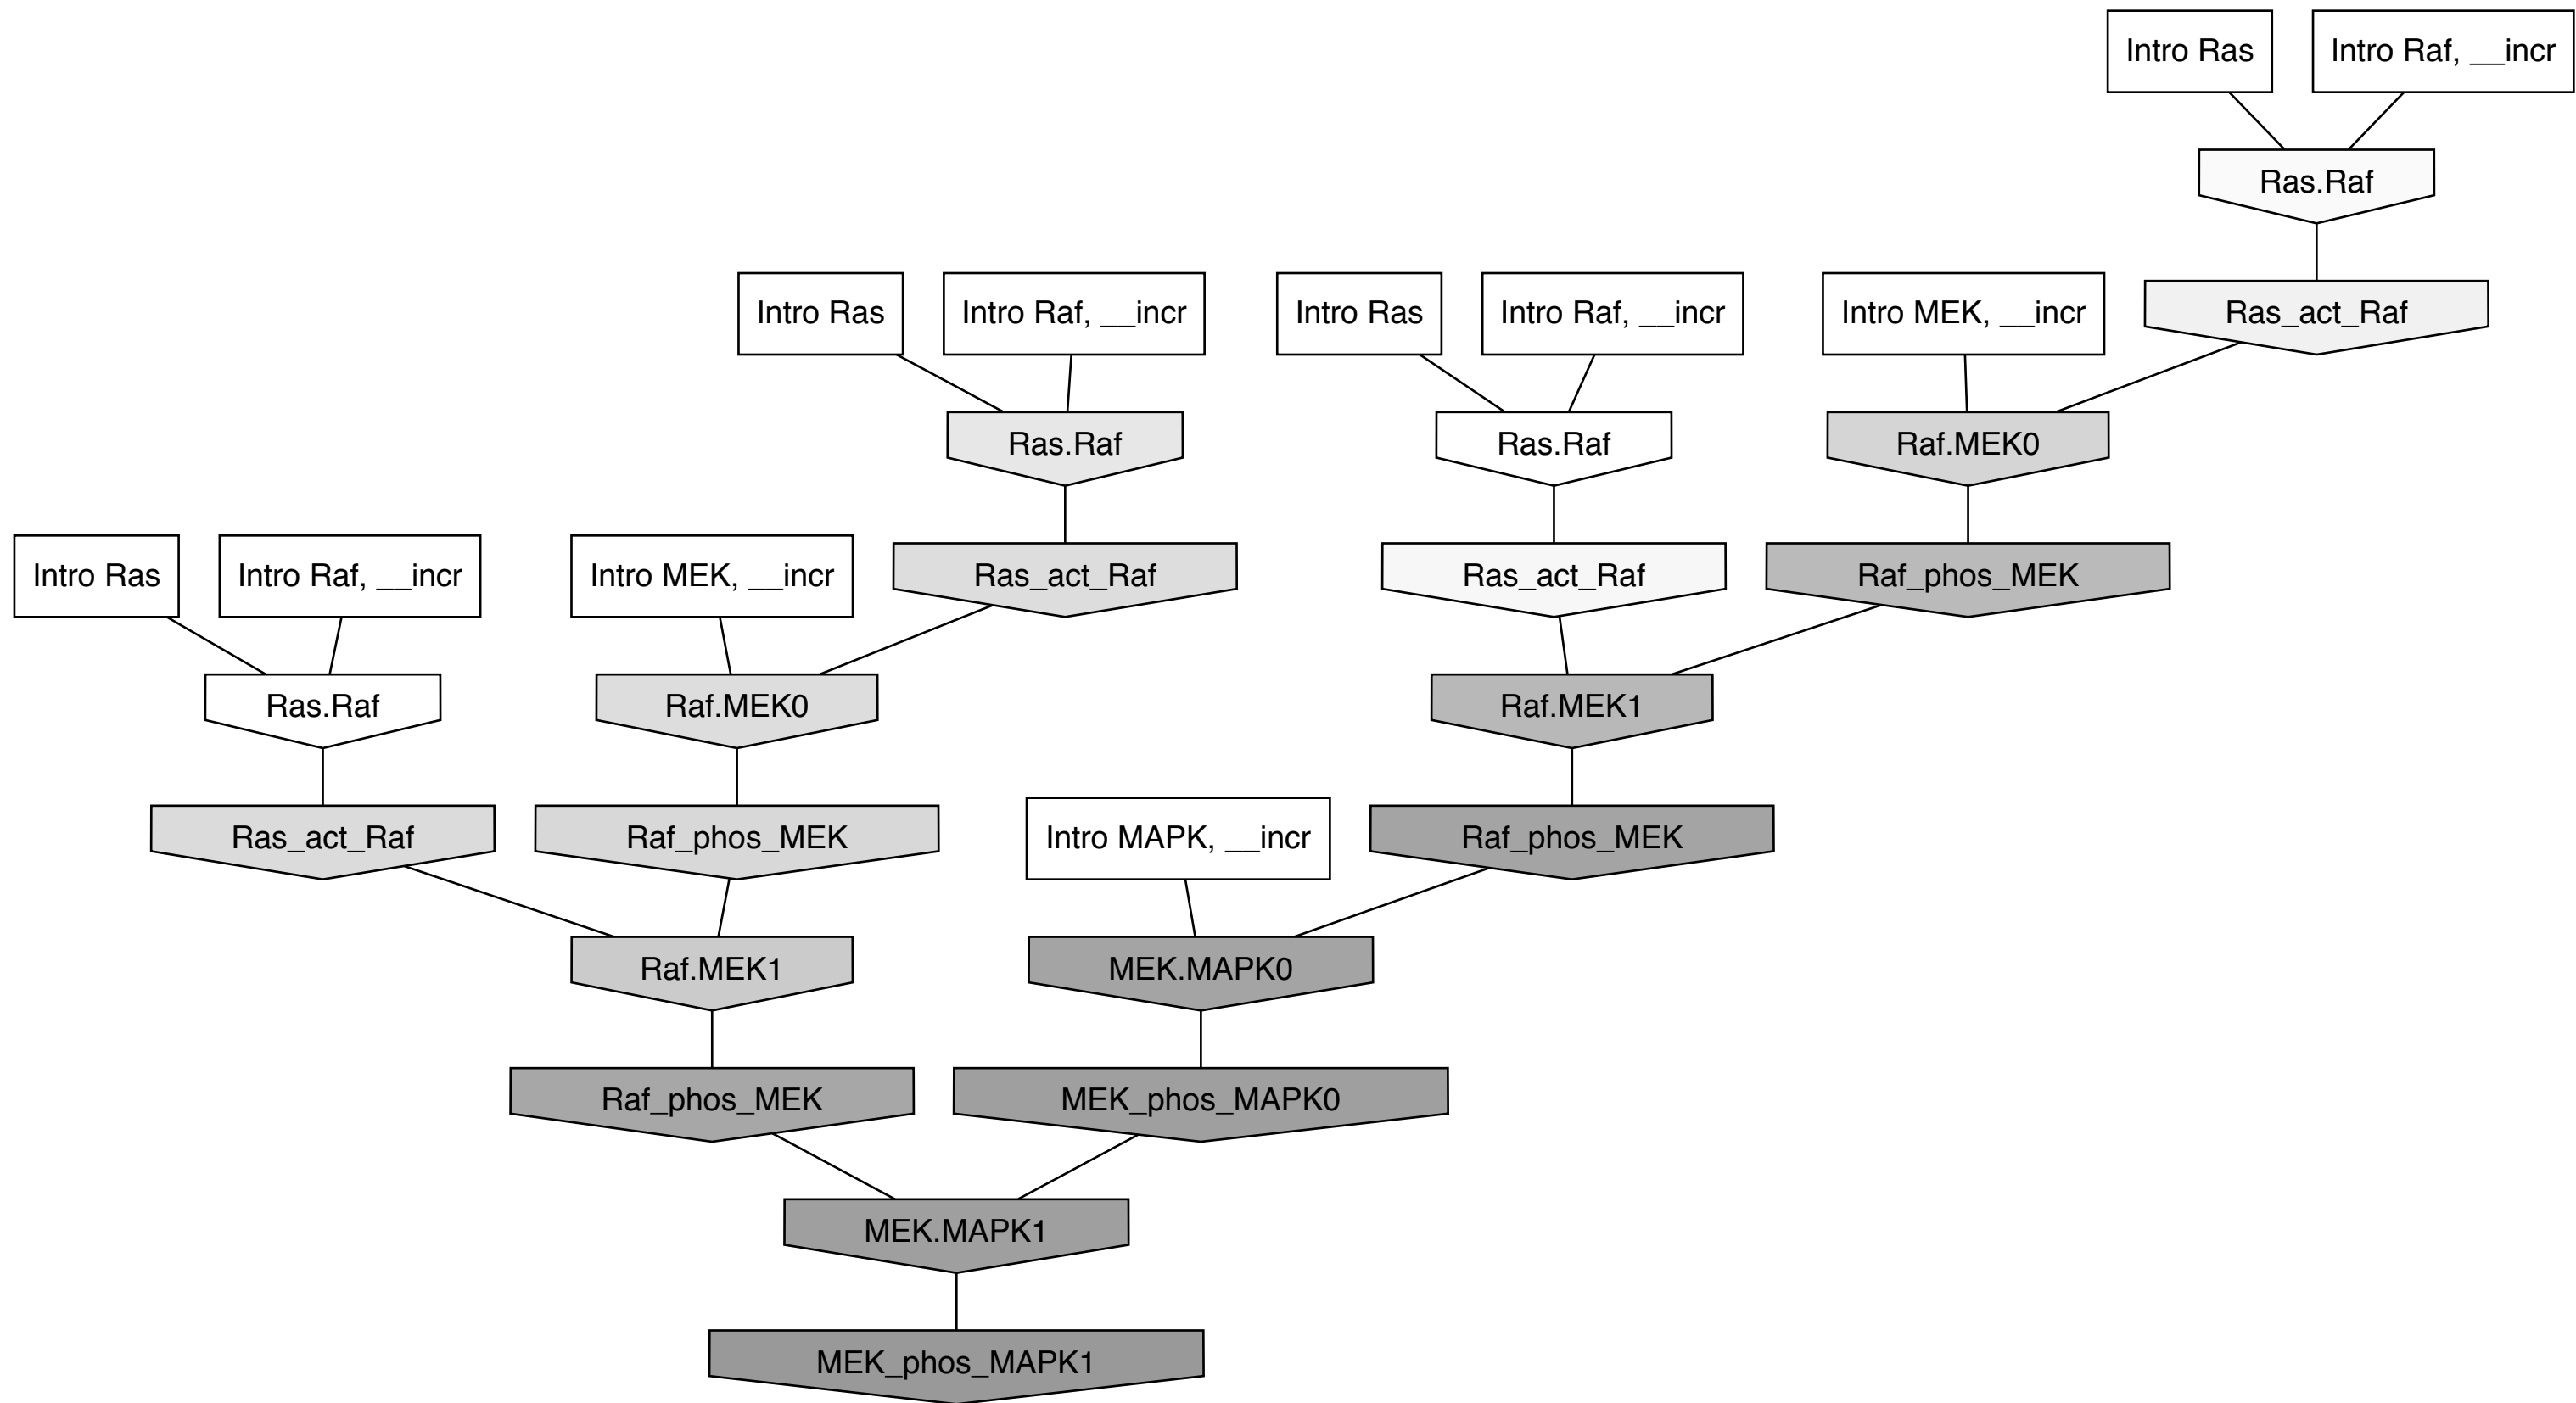 Intro Ras
Intro Raf, __incr
Ras.Raf
Intro Ras
Intro Raf, __incr
Intro Ras
Intro Raf, __incr
Intro MEK, __incr
Ras_act_Raf
Ras.Raf
Ras.Raf
Raf.MEK0
Intro Ras
Intro Raf, __incr
Intro MEK, __incr
Ras_act_Raf
Ras_act_Raf
Raf_phos_MEK
Ras.Raf
Raf.MEK0
Raf.MEK1
Ras_act_Raf
Raf_phos_MEK
Intro MAPK, __incr
Raf_phos_MEK
Raf.MEK1
MEK.MAPK0
Raf_phos_MEK
MEK_phos_MAPK0
MEK.MAPK1
MEK_phos_MAPK1